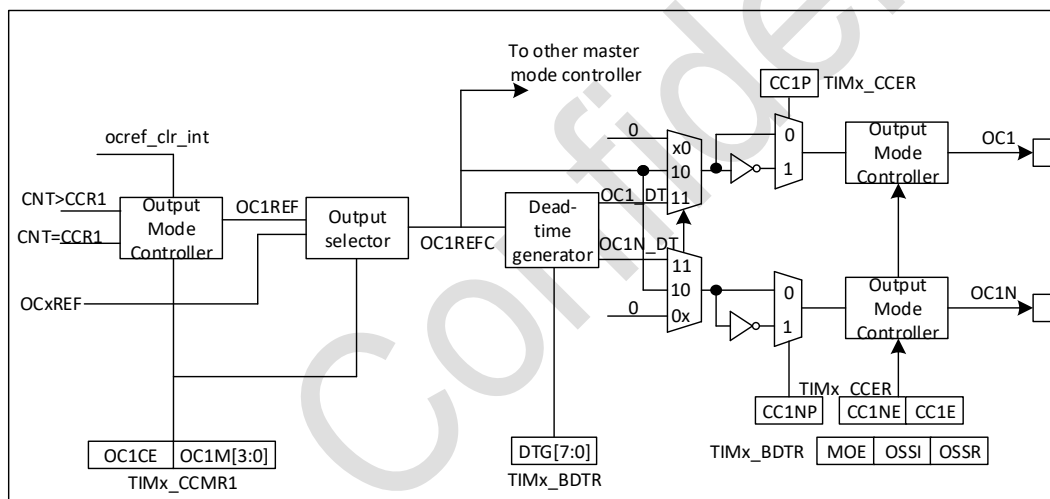 To other master
mode controller
CC1P
TIMx_CCER
ocref_clr_int
0
x0
10
11
0
1
Output
Mode
Controller
OC1
CNT>CCR1
CNT=CCR1
Output
Mode
Controller
OC1REF
Output
selector
OC1REFC
Dead-
time
generator
OC1_DT
OC1N_DT
OCxREF
11
10
0x
0
0
1
Output
Mode
Controller
OC1N
TIMx_CCER
CC1NP
CC1NE
CC1E
OC1CE
OC1M[3:0]
TIMx_CCMR1
DTG[7:0]
TIMx_BDTR
TIMx_BDTR
MOE
OSSI
OSSR